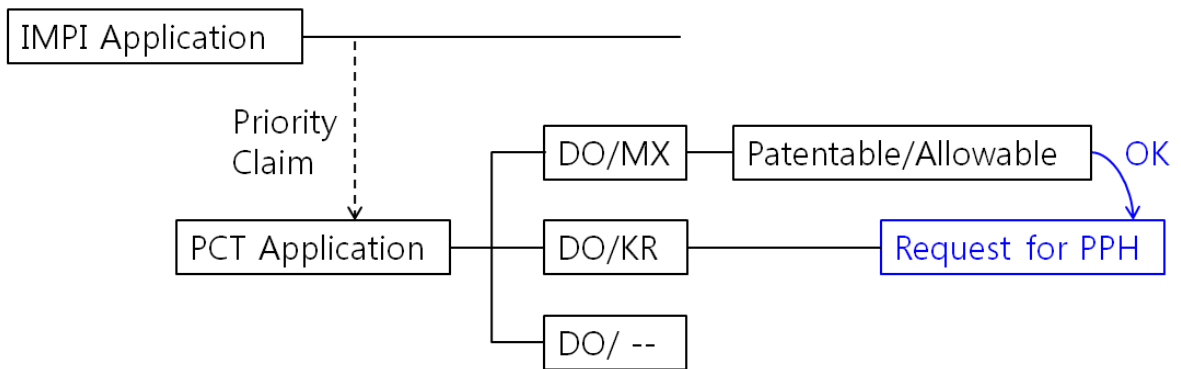 IMPI Application
Priority
Claim
DO/MX
Patentable/Allowable
OK
PCT Application
DO/KR
Request for PPH
DO/ --